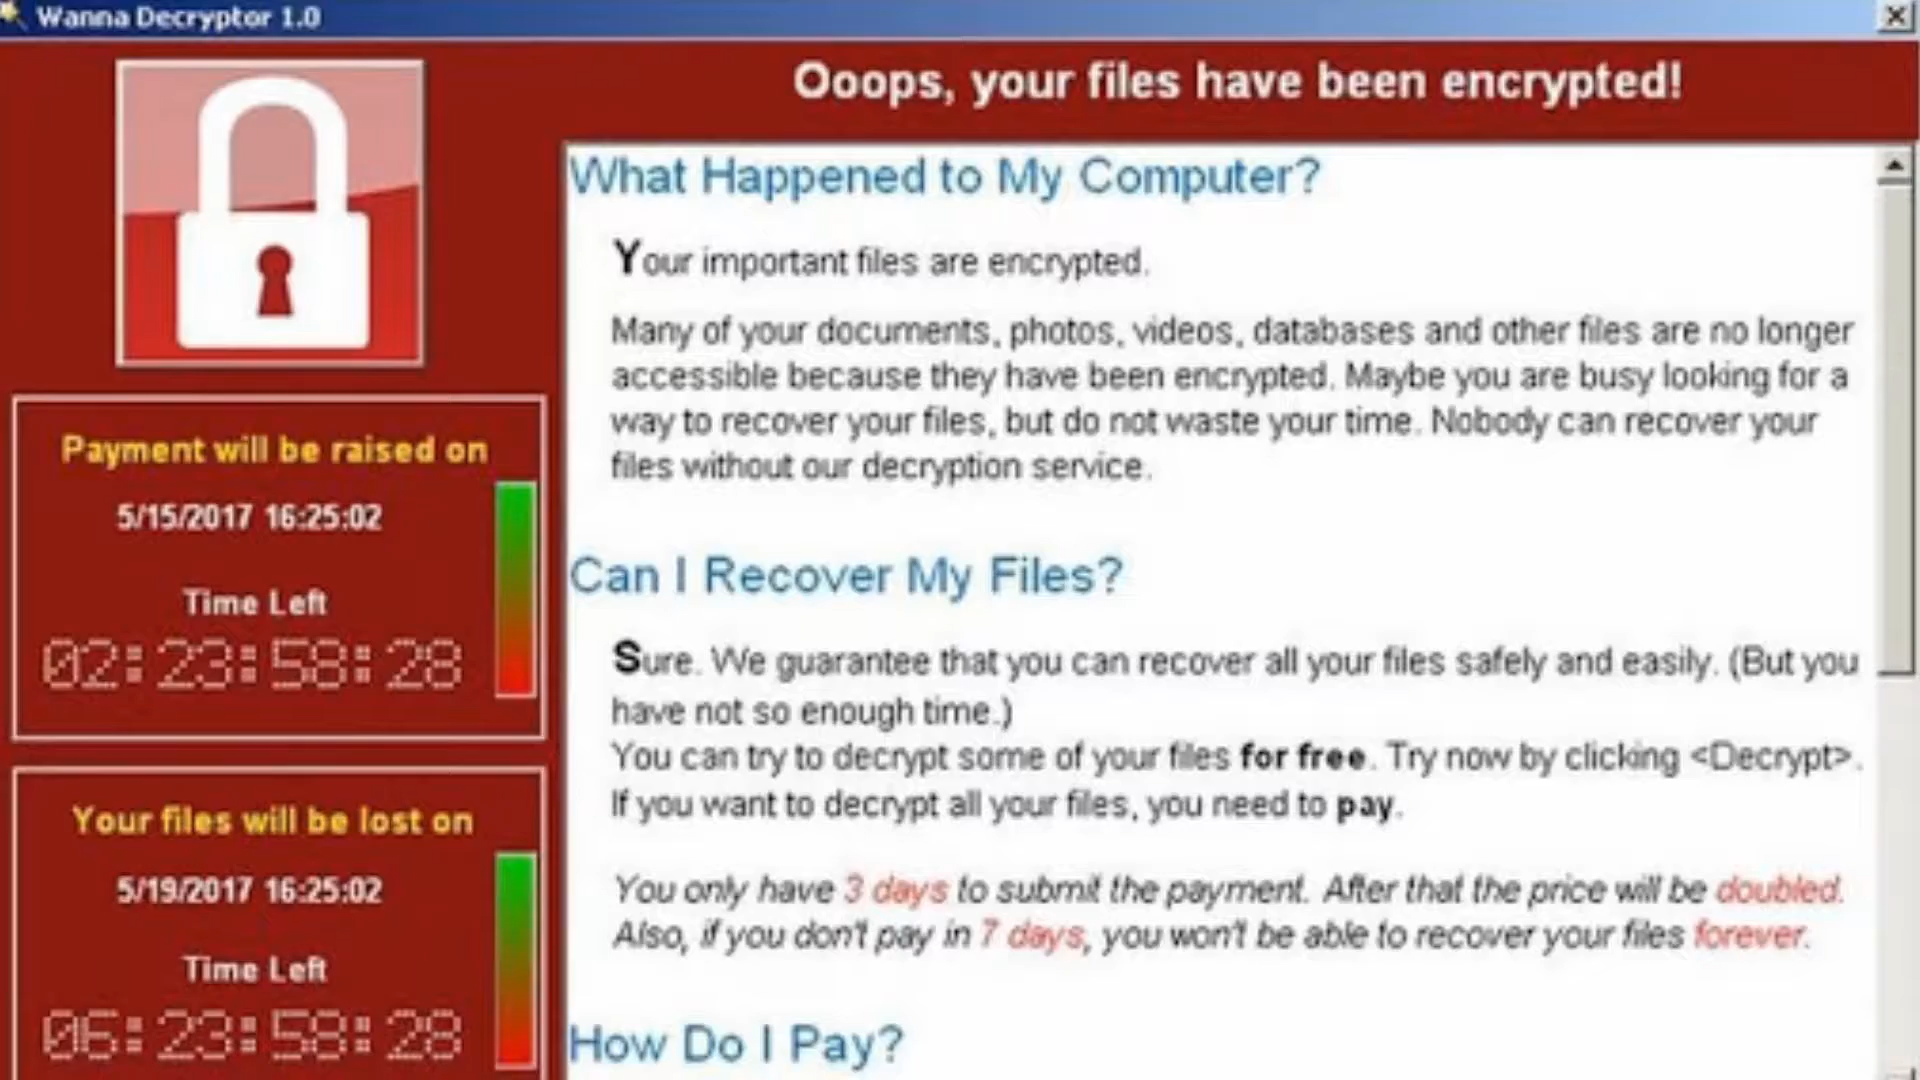 Wanna Decryptor 1.0
Ooops, your files have been encrypted!
Payment will be raised on
5/15/2017 16:25:02
Time Left
02:23:58:28
Your files will be lost on
5/19/2017 16:25:02
Time Left
06:23:58:28
What Happened to My Computer?
Your important files are encrypted.
Many of your documents, photos, videos, databases and other files are no longer
accessible because they have been encrypted. Maybe you are busy looking for a
way to recover your files, but do not waste your time. Nobody can recover your
files without our decryption service.
Can I Recover My Files?
Sure. We guarantee that you can recover all your files safely and easily. (But you
have not so enough time.)
You can try to decrypt some of your files for free. Try now by clicking <Decrypt>.
If you want to decrypt all your files, you need to pay.
You only have 3 days to submit the payment. After that the price will be doubled.
Also, if you don't pay in 7 days, you won't be able to recover your files forever.
How Do I Pay?